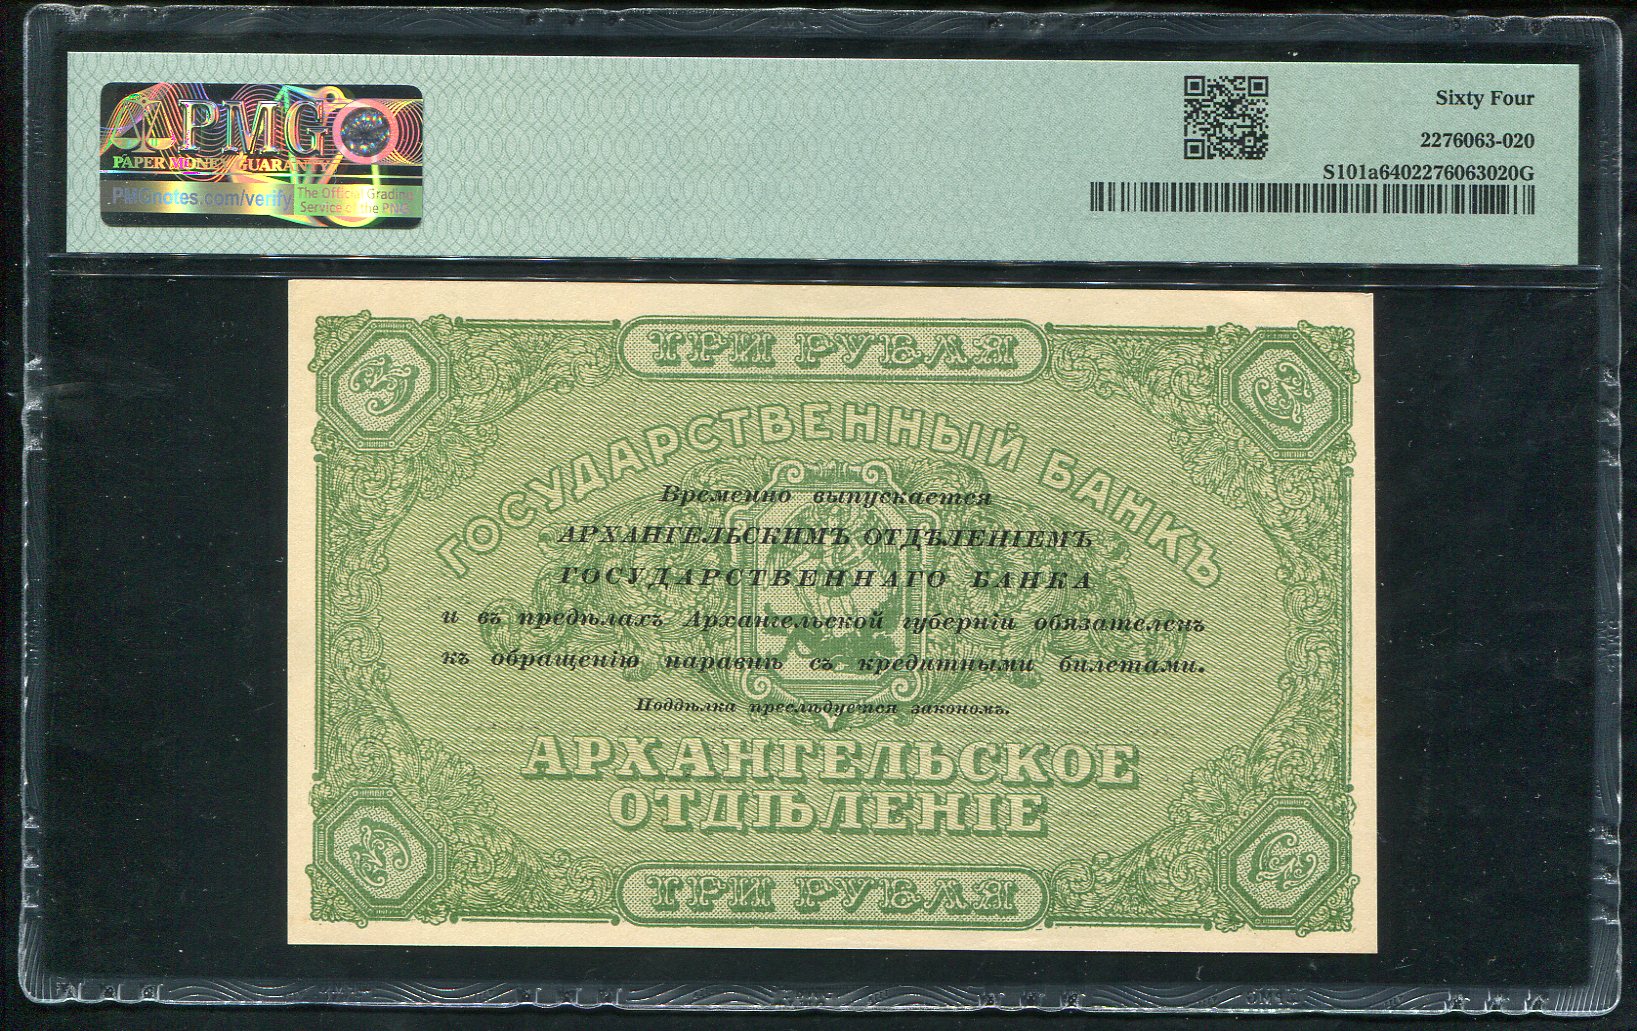 PMG
PAPER MONEY GUARANTY
PMGnotes.com/verify
The Official Grading
Service of the PNG
Sixty Four
2276063-020
S101a6402276063020G
ТРИ РУБЛЯ
ГОСУДАРСТВЕННЫЙ БАНКЪ
Временно выпускается
АРХАНГЕЛЬСКИМЪ ОТДѢЛЕНІЕМЪ
ГОСУДАРСТВЕННАГО БАНКА
и въ предѣлахъ Архангельской губерніи обязателенъ
къ обращенію наравнѣ съ кредитными билетами.
Поддѣлка преслѣдуется закономъ.
АРХАНГЕЛЬСКОЕ
ОТДѢЛЕНІЕ
ТРИ РУБЛЯ